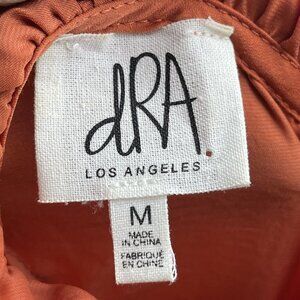 dRA.
LOS ANGELES
M
MADE
IN CHINA
FABRIQUÉ
EN CHINE